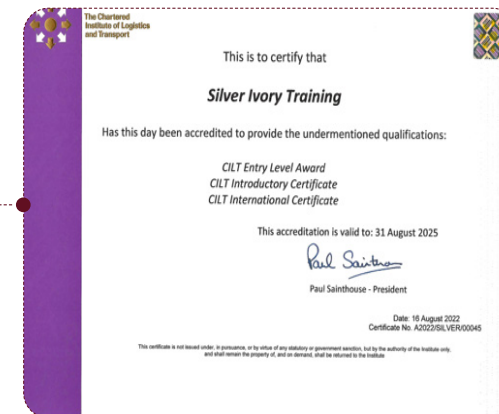 The Chartered
Institute of Logistics
and Transport
This is to certify that
Silver Ivory Training
Has this day been accredited to provide the undermentioned qualifications:
CILT Entry Level Award
CILT Introductory Certificate
CILT International Certificate
This accreditation is valid to: 31 August 2025
Paul Sainthouse - President
Date: 16 August 2022
Certificate No. A2022/SILVER/00045
This certificate is not issued under, in pursuance, or by virtue of any statutory or government sanction, but by the authority of the Institute only,
and shall remain the property of, and on demand, shall be returned to the Institute